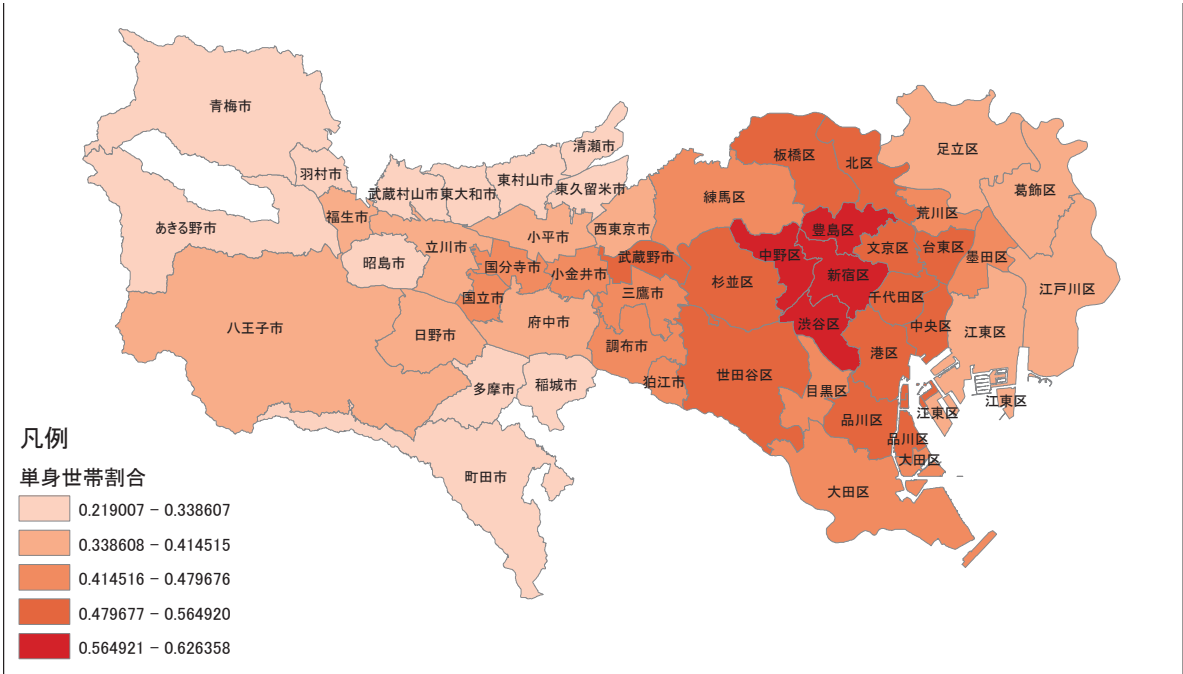 青梅市
清瀬市
足立区
板橋区
北区
羽村市
武蔵村山市
東大和市
東村山市
東久留米市
練馬区
葛飾区
あきる野市
福生市
荒川区
西東京市
豊島区
小平市
立川市
文京区
台東区
墨田区
中野区
武蔵野市
昭島市
国分寺市
小金井市
新宿区
杉並区
江戸川区
三鷹市
国立市
千代田区
八王子市
府中市
渋谷区
中央区
日野市
江東区
調布市
港区
世田谷区
狛江市
多摩市
稲城市
目黒区
江東区
江東区
品川区
品川区
大田区
町田市
大田区
凡例
単身世帯割合
0.219007 - 0.338607
0.338608 - 0.414515
0.414516 - 0.479676
0.479677 - 0.564920
0.564921 - 0.626358